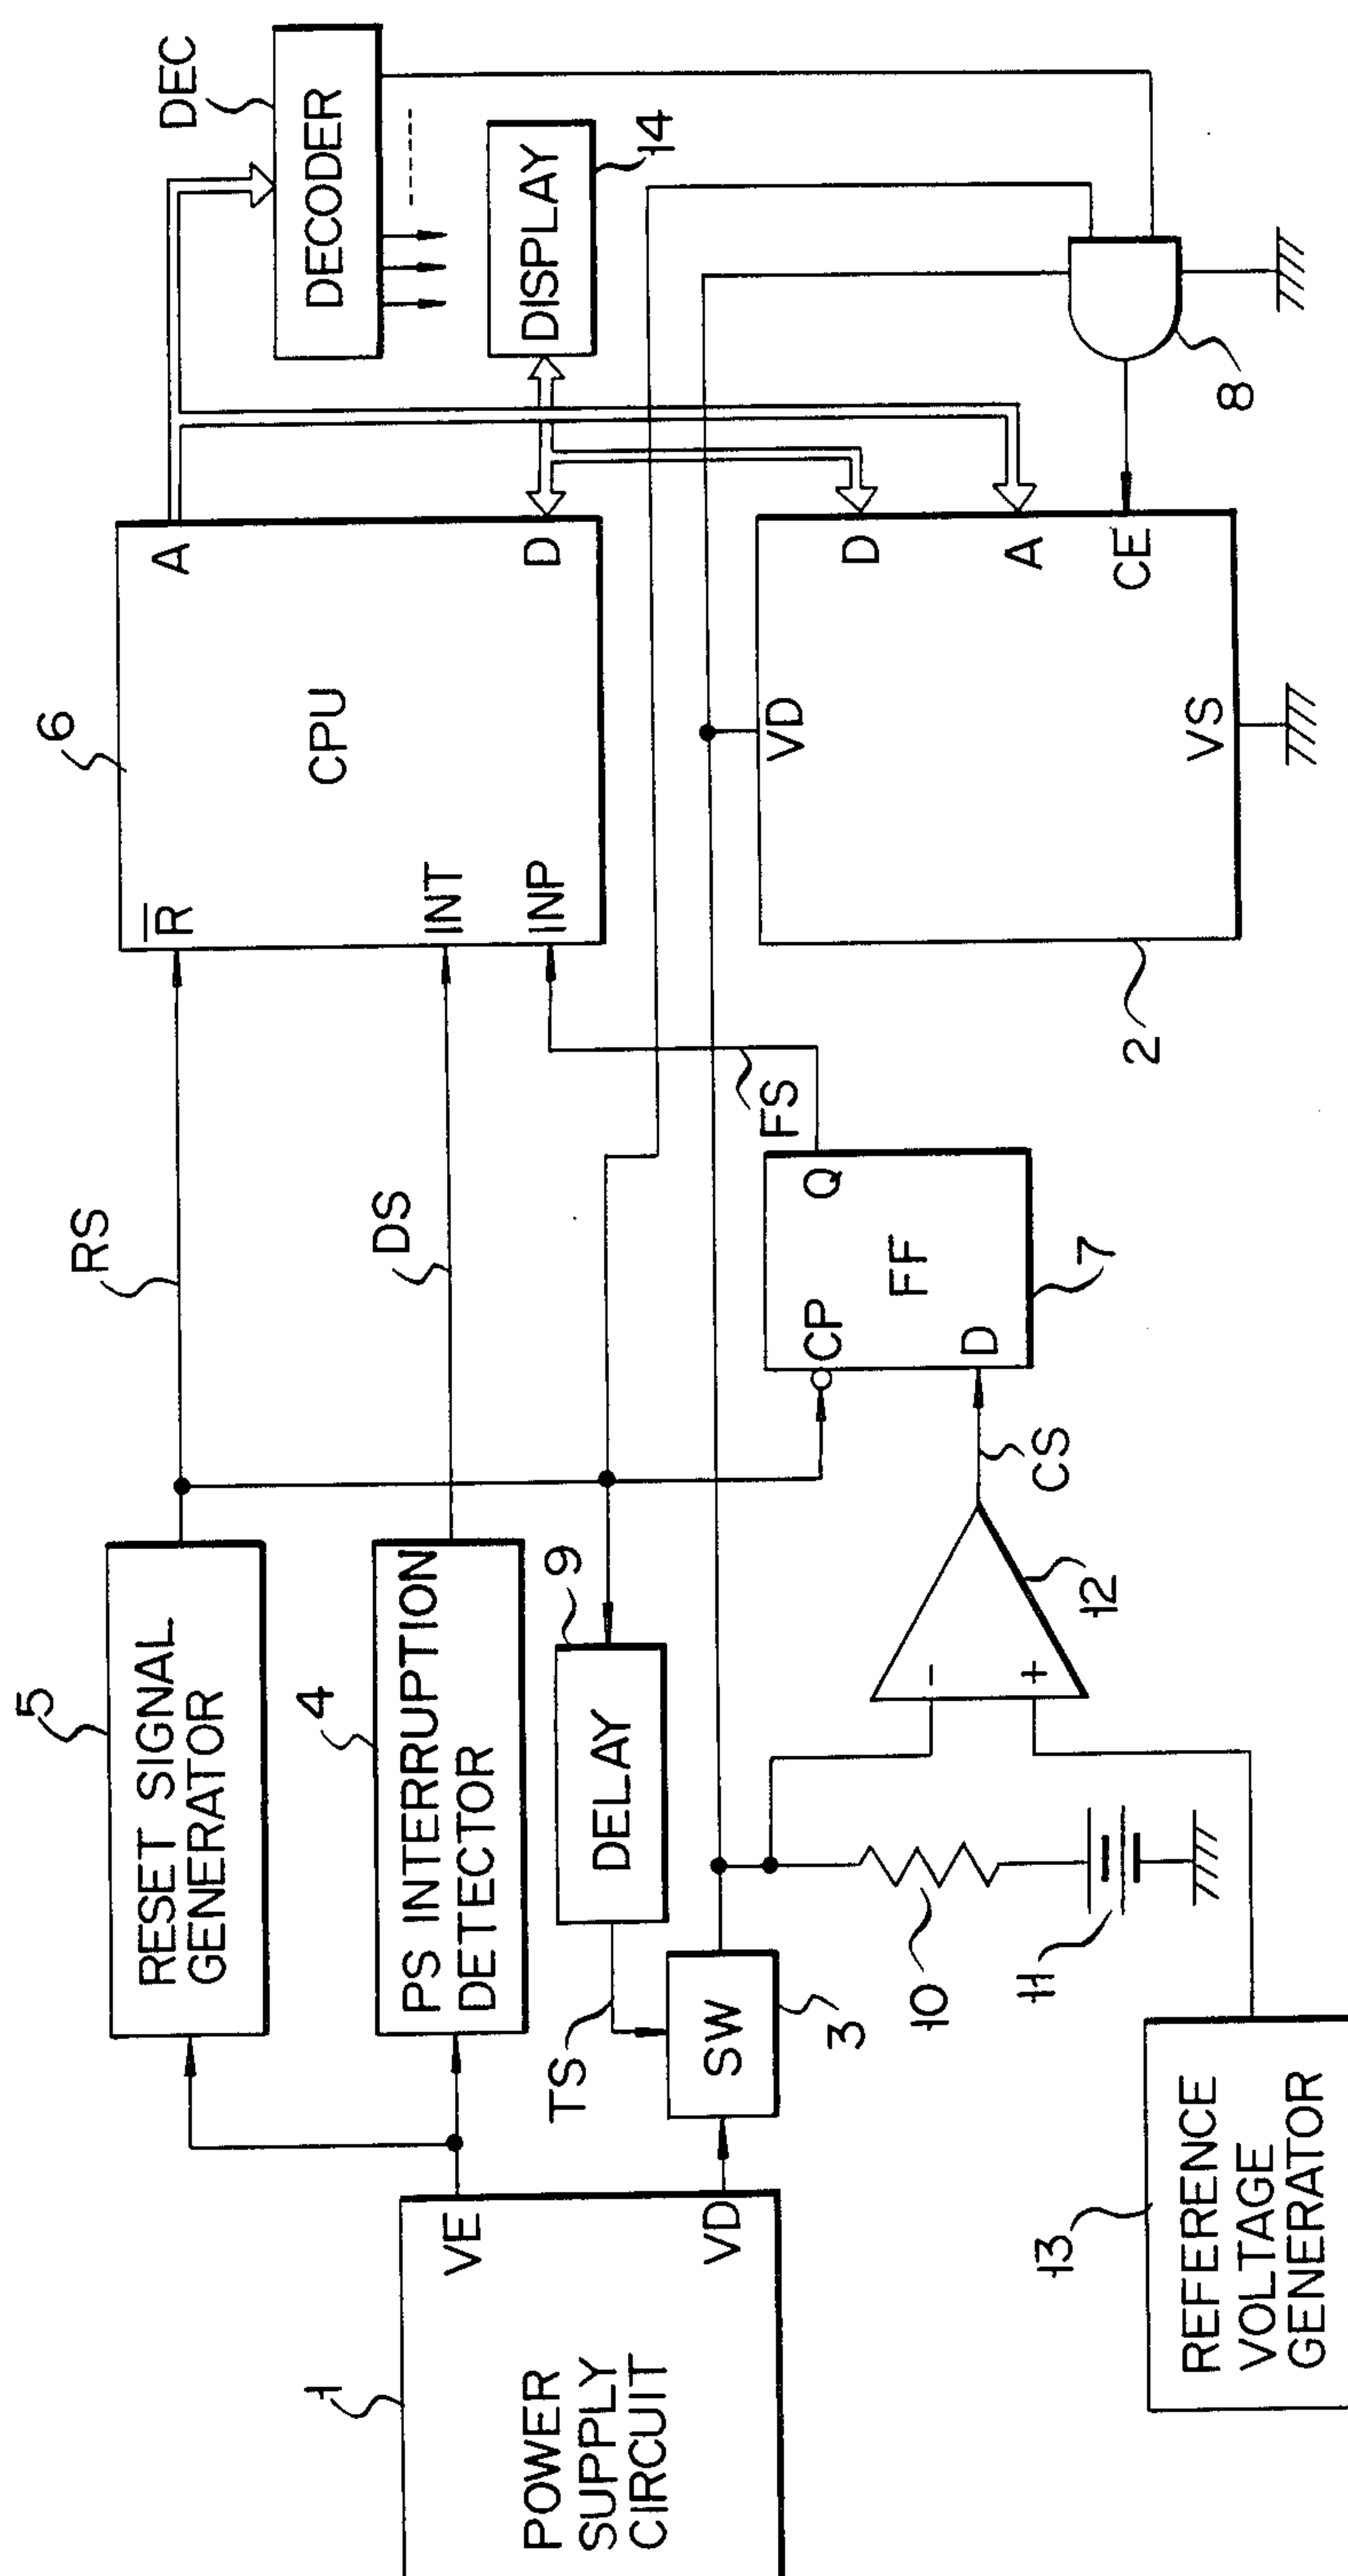 1
POWER
SUPPLY
CIRCUIT
VE
VD
5
RESET SIGNAL
GENERATOR
4
PS INTERRUPTION
DETECTOR
9
DELAY
TS
SW
3
10
11
13
REFERENCE
VOLTAGE
GENERATOR
-
+
12
CS
RS
DS
CP
D
FF
Q
7
FS
6
R
INT
INP
CPU
A
D
2
VD
VS
D
A
CE
DEC
DECODER
DISPLAY
14
8